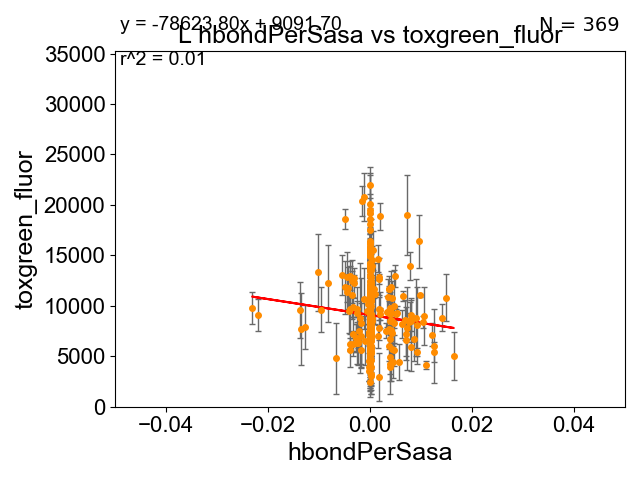 y = -78623.80x + 9091.70
N = 369
L hbondPerSasa vs toxgreen_fluor
r^2 = 0.01
35000
30000
25000
20000
15000
10000
5000
0
toxgreen_fluor
−0.04 −0.02 0.00 0.02 0.04
hbondPerSasa